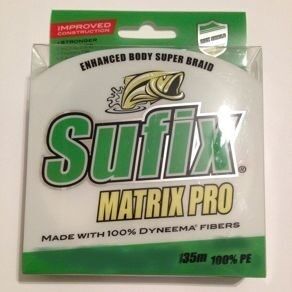 IMPROVED
CONSTRUCTION
STRONGER
ENHANCED BODY SUPER BRAID
Sufix
MATRIX PRO
MADE WITH 100% DYNEEMA® FIBERS
135m 100% PE